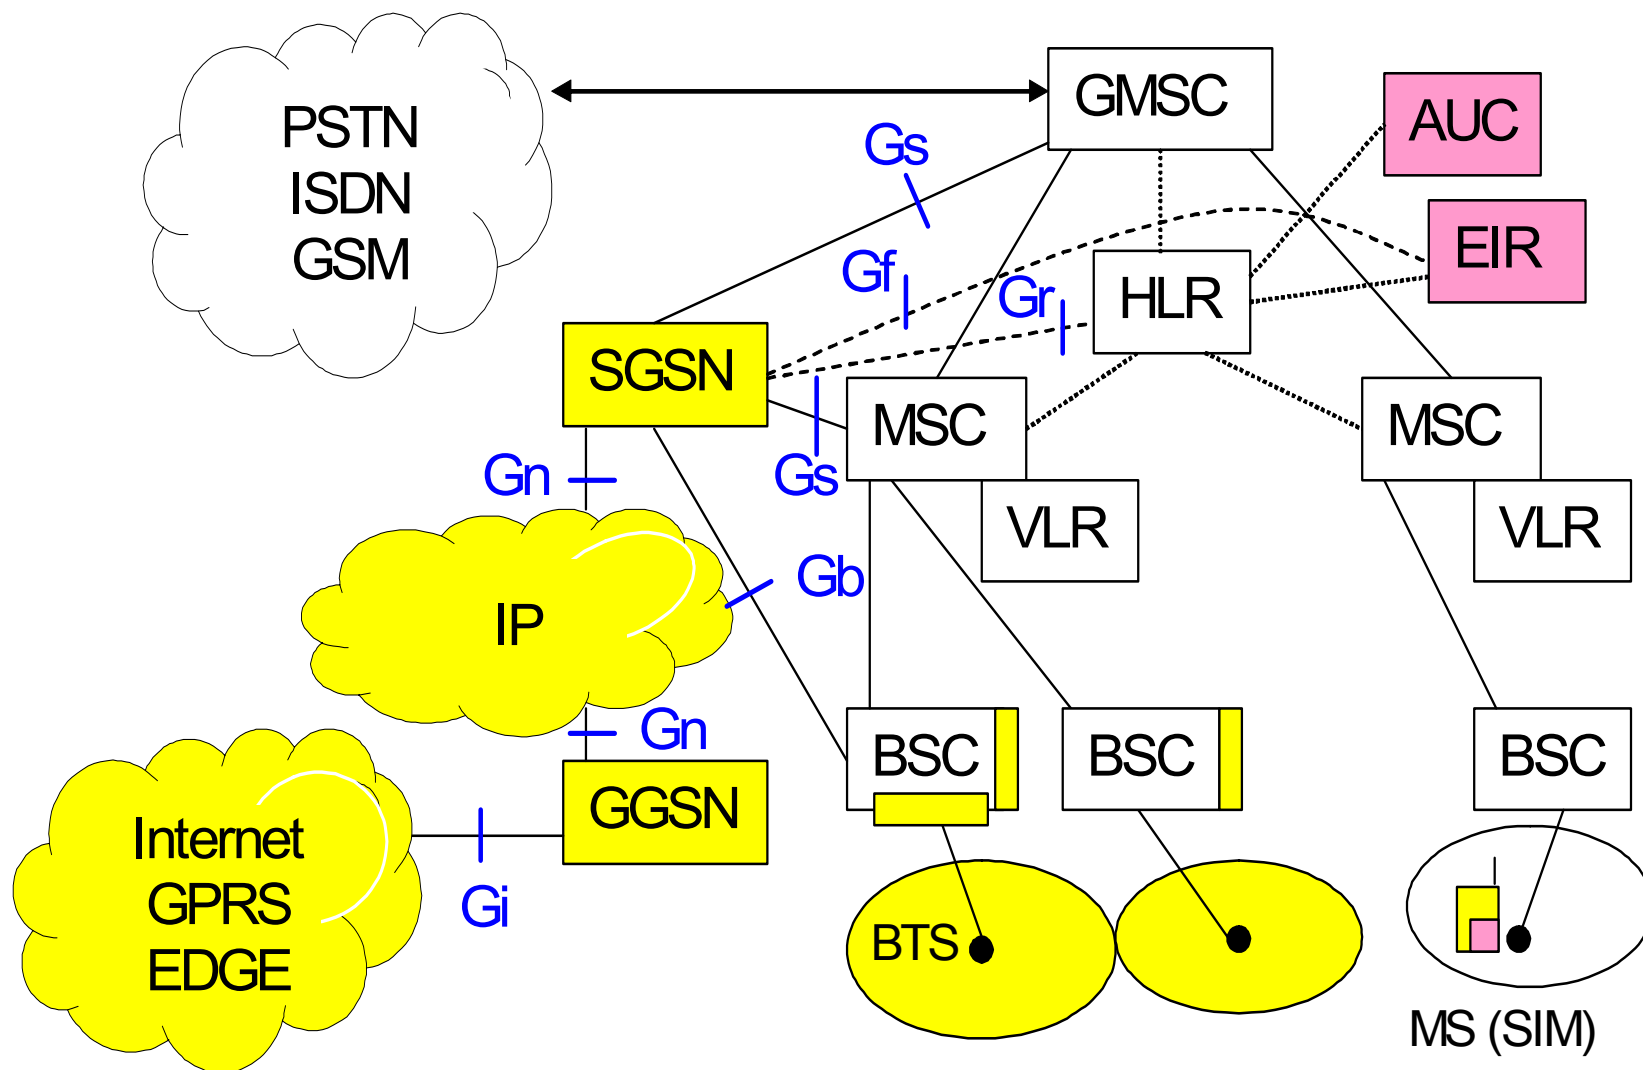 PSTN
ISDN
GSM
GMSC
AUC
Gs
EIR
Gf
Gr
HLR
SGSN
MSC
MSC
Gn
Gs
VLR
VLR
Gb
IP
Gn
BSC
BSC
BSC
GGSN
Internet
GPRS
EDGE
Gi
BTS
MS (SIM)